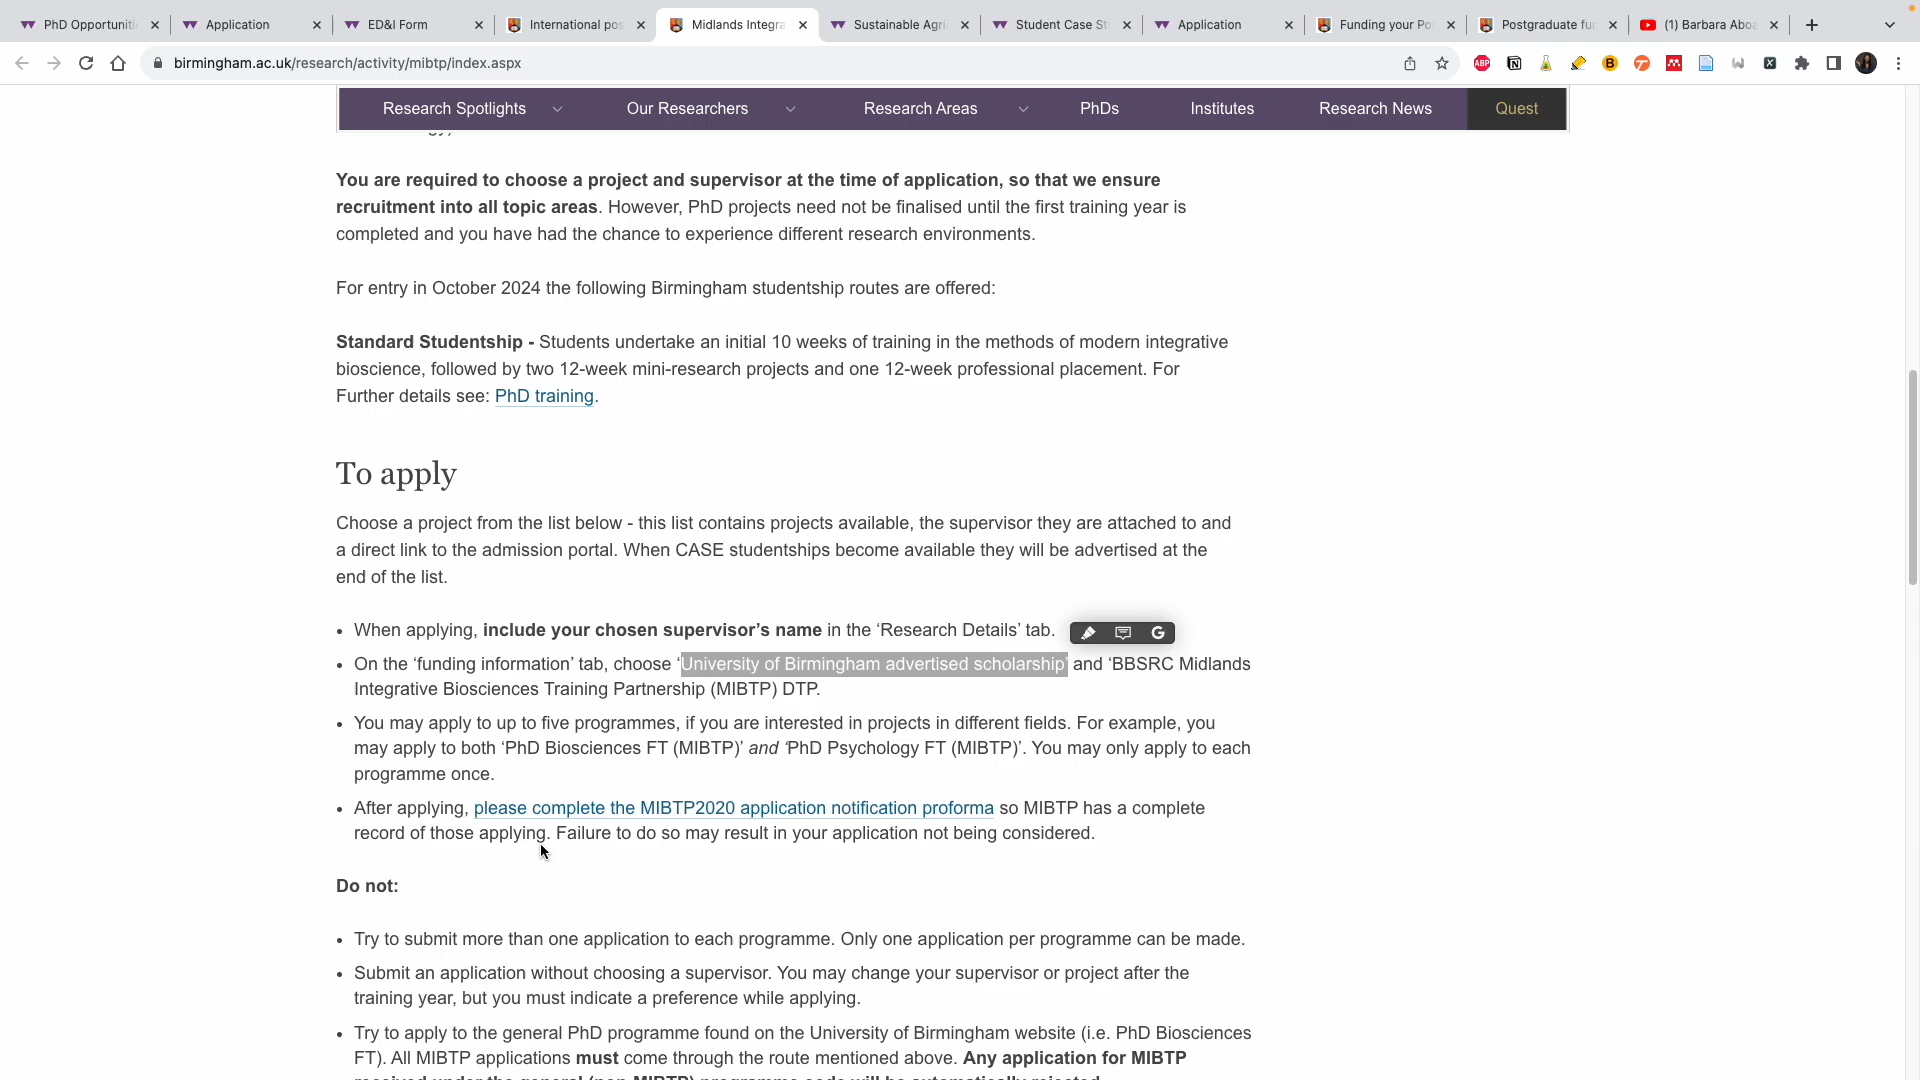 PhD Opportuniti
Application
ED&I Form
International pos
Midlands Integra
Sustainable Agri
Student Case St
Application
Funding your Po
Postgraduate fu
(1) Barbara Aboa
birmingham.ac.uk/research/activity/mibtp/index.aspx
ABP
Research Spotlights
Our Researchers
Research Areas
PhDs
Institutes
Research News
Quest
You are required to choose a project and supervisor at the time of application, so that we ensure
recruitment into all topic areas. However, PhD projects need not be finalised until the first training year is
completed and you have had the chance to experience different research environments.
For entry in October 2024 the following Birmingham studentship routes are offered:
Standard Studentship - Students undertake an initial 10 weeks of training in the methods of modern integrative
bioscience, followed by two 12-week mini-research projects and one 12-week professional placement. For
Further details see: PhD training.
To apply
Choose a project from the list below - this list contains projects available, the supervisor they are attached to and
a direct link to the admission portal. When CASE studentships become available they will be advertised at the
end of the list.
• When applying, include your chosen supervisor’s name in the ‘Research Details’ tab.
• On the ‘funding information’ tab, choose ‘University of Birmingham advertised scholarship’ and ‘BBSRC Midlands
Integrative Biosciences Training Partnership (MIBTP) DTP.
• You may apply to up to five programmes, if you are interested in projects in different fields. For example, you
may apply to both ‘PhD Biosciences FT (MIBTP)’ and ‘PhD Psychology FT (MIBTP)’. You may only apply to each
programme once.
• After applying, please complete the MIBTP2020 application notification proforma so MIBTP has a complete
record of those applying. Failure to do so may result in your application not being considered.
Do not:
• Try to submit more than one application to each programme. Only one application per programme can be made.
• Submit an application without choosing a supervisor. You may change your supervisor or project after the
training year, but you must indicate a preference while applying.
• Try to apply to the general PhD programme found on the University of Birmingham website (i.e. PhD Biosciences
FT). All MIBTP applications must come through the route mentioned above. Any application for MIBTP
received under the general (non-MIBTP) programme code will be automatically rejected.